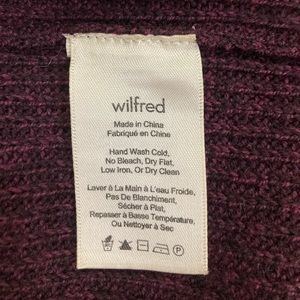 wilfred
Made in China
Fabriqué en Chine
Hand Wash Cold,
No Bleach, Dry Flat,
Low Iron, Or Dry Clean
Laver à La Main à L'eau Froide,
Pas De Blanchiment,
Sécher à Plat,
Repasser à Basse Température,
Ou Nettoyer à Sec
P